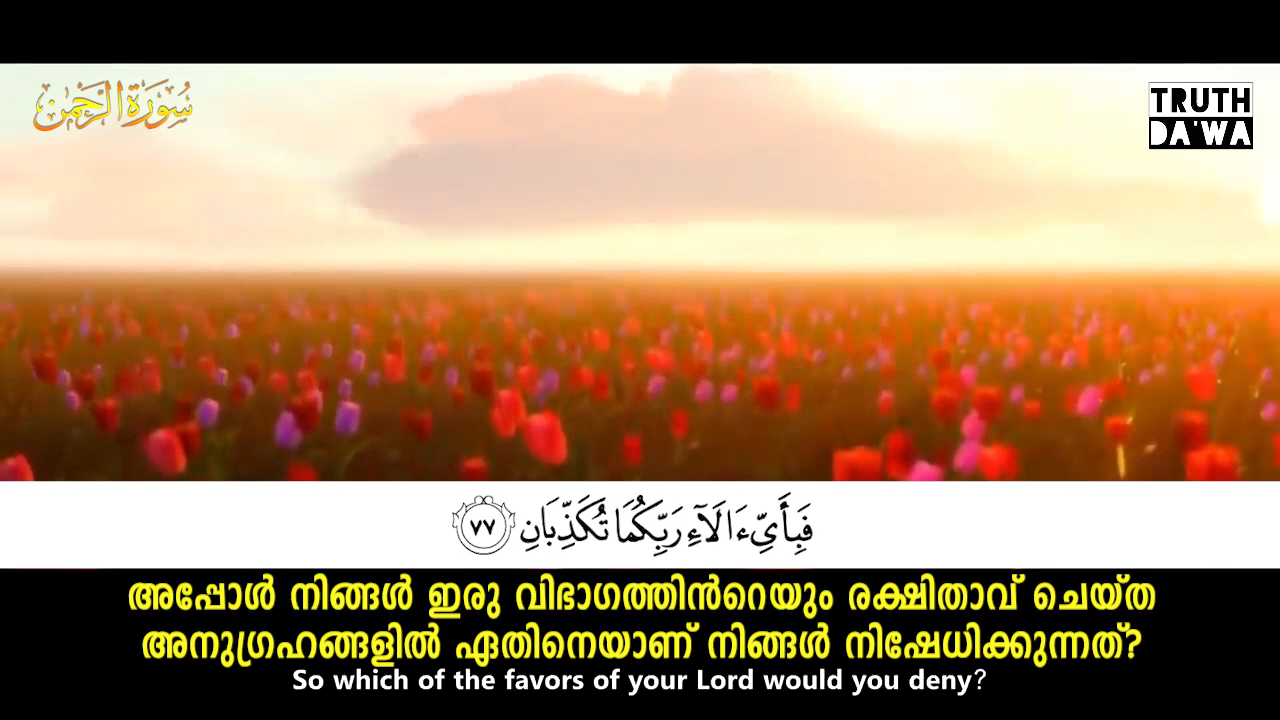 سُورَةُ الرَّحْمٰن
TRUTH
DA'WA
فَبِأَىِّ ءَالَآءِ رَبِّكُمَا تُكَذِّبَانِ ٧٧
അപ്പോൾ നിങ്ങൾ ഇരു വിഭാഗത്തിൻറെയും രക്ഷിതാവ് ചെയ്ത
അനുഗ്രഹങ്ങളിൽ ഏതിനെയാണ് നിങ്ങൾ നിഷേധിക്കുന്നത്?
So which of the favors of your Lord would you deny?